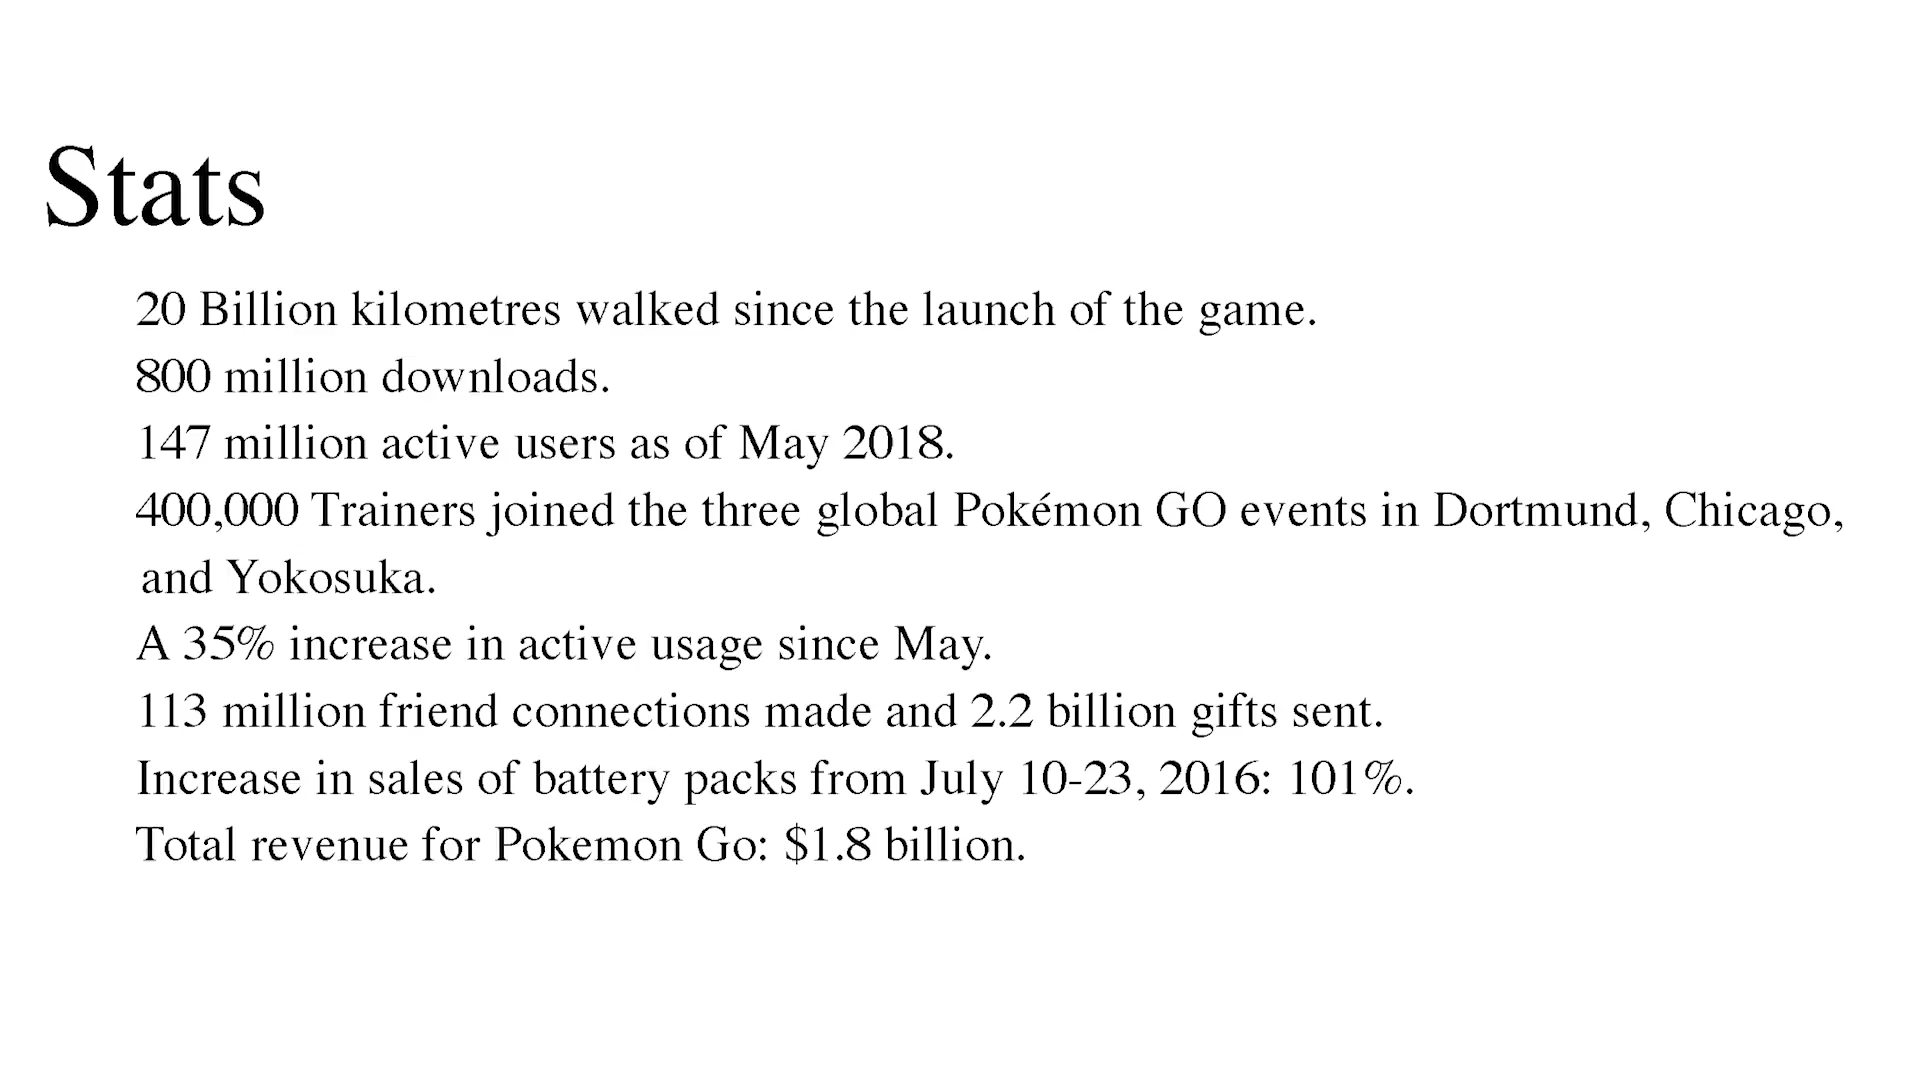 Stats
20 Billion kilometres walked since the launch of the game.
800 million downloads.
147 million active users as of May 2018.
400,000 Trainers joined the three global Pokémon GO events in Dortmund, Chicago,
and Yokosuka.
A 35% increase in active usage since May.
113 million friend connections made and 2.2 billion gifts sent.
Increase in sales of battery packs from July 10-23, 2016: 101%.
Total revenue for Pokemon Go: $1.8 billion.